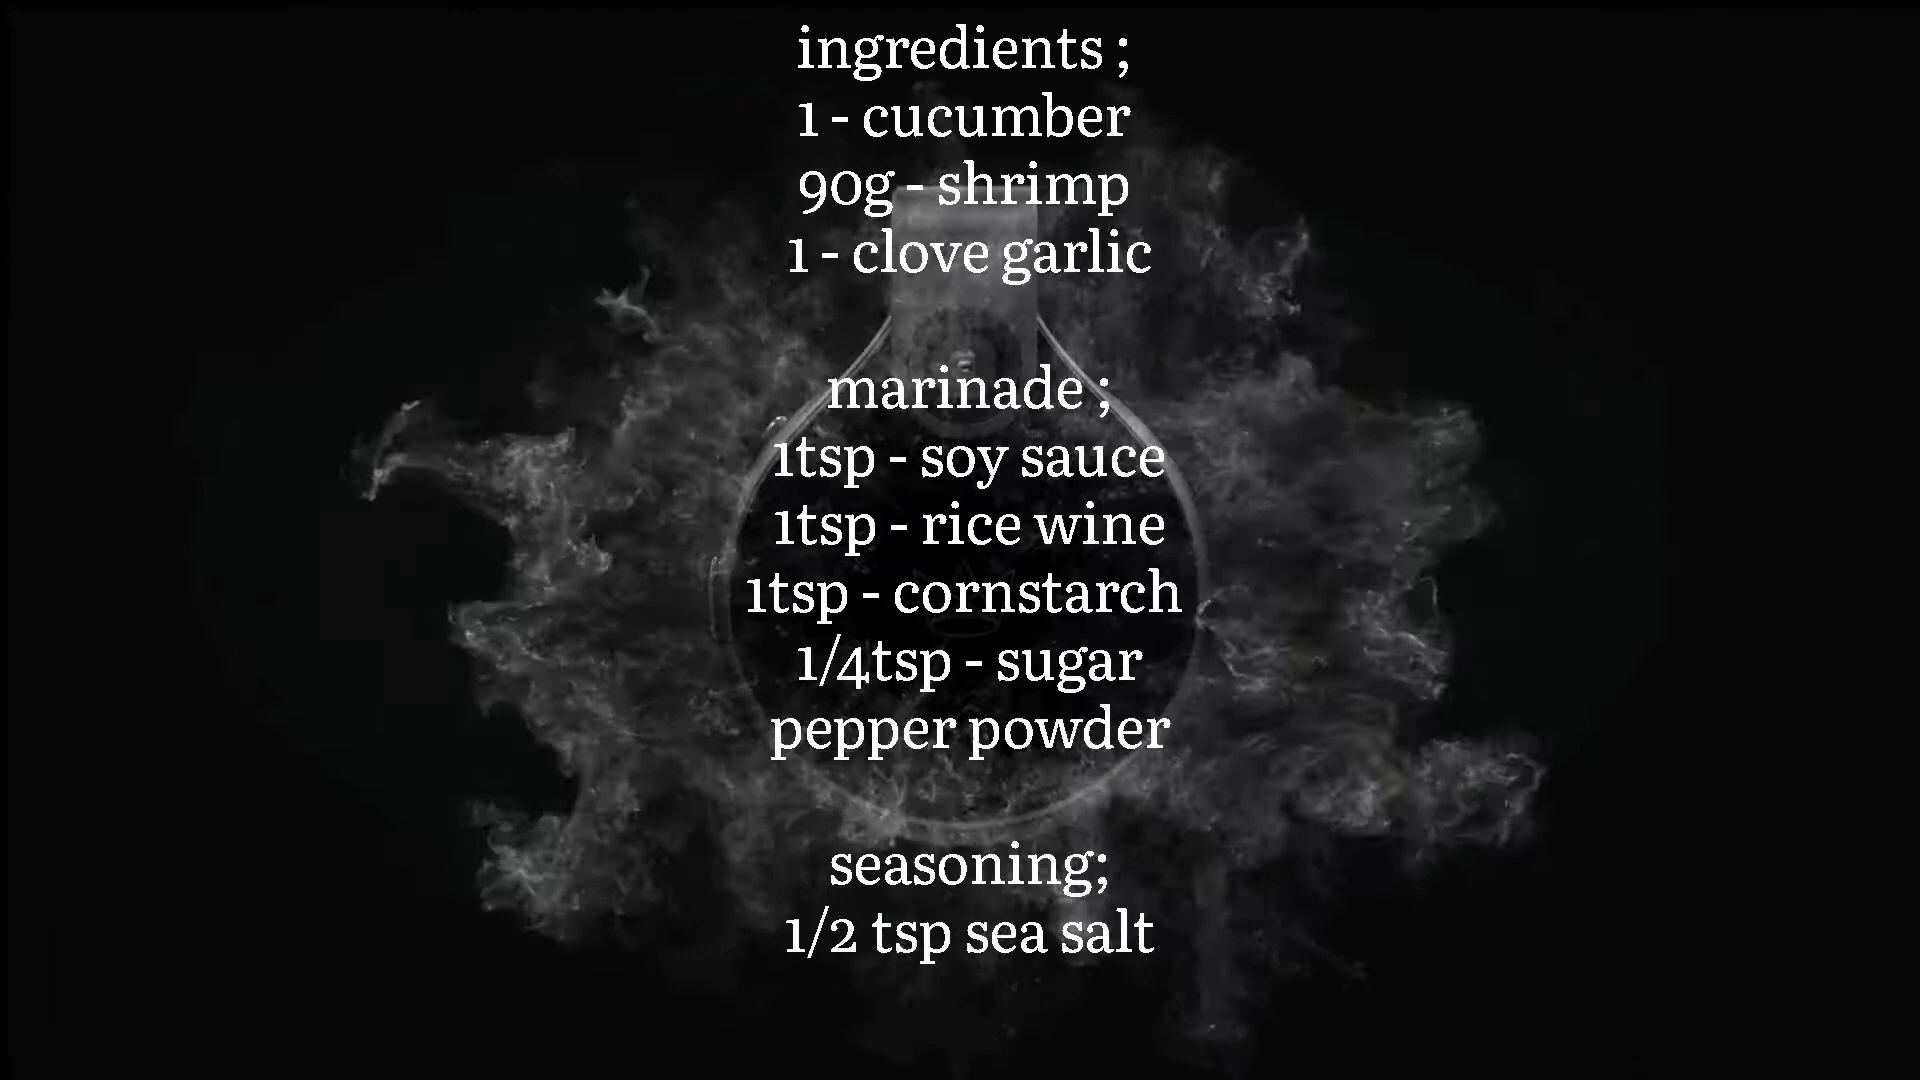 ingredients ;
1 - cucumber
90g - shrimp
1 - clove garlic
marinade ;
1tsp - soy sauce
1tsp - rice wine
1tsp - cornstarch
1/4tsp - sugar
pepper powder
seasoning;
1/2 tsp sea salt